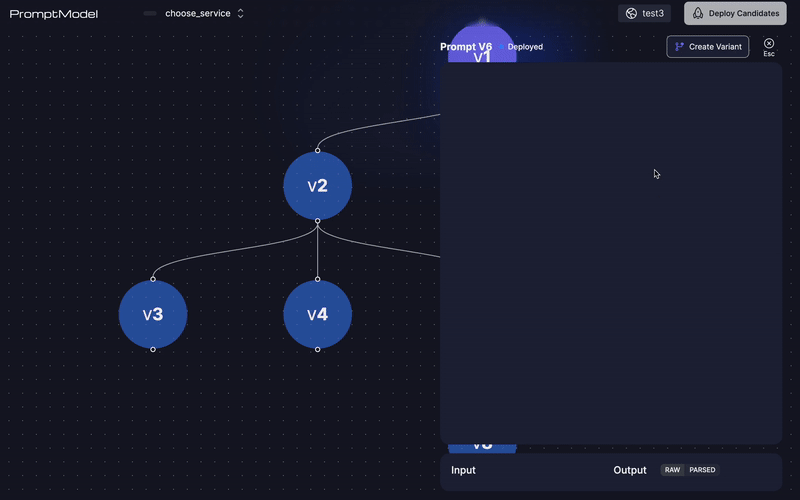 PromptModel
choose_service
test3
Deploy Candidates
Prompt V6 Deployed
Create Variant
Esc
V1
V2
V3
V4
Input
Output
RAW PARSED